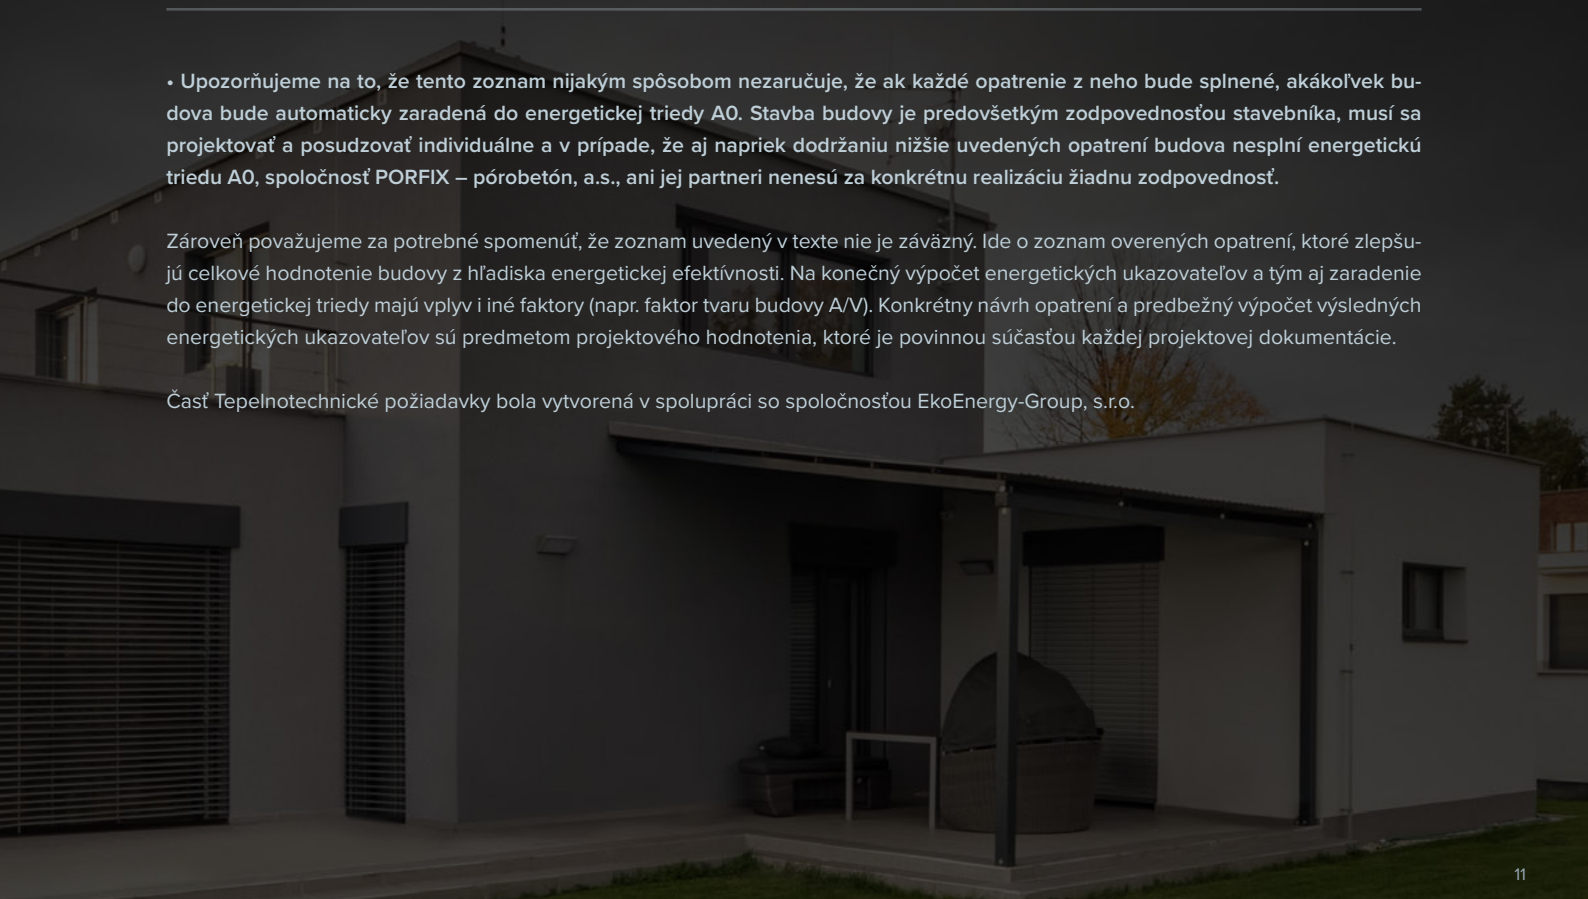 • Upozorňujeme na to, že tento zoznam nijakým spôsobom nezaručuje, že ak každé opatrenie z neho bude splnené, akákoľvek bu-
dova bude automaticky zaradená do energetickej triedy A0. Stavba budovy je predovšetkým zodpovednosťou stavebníka, musí sa
projektovať a posudzovať individuálne a v prípade, že aj napriek dodržaniu nižšie uvedených opatrení budova nesplní energetickú
triedu A0, spoločnosť PORFIX – pórobetón, a.s., ani jej partneri nenesú za konkrétnu realizáciu žiadnu zodpovednosť.
Zároveň považujeme za potrebné spomenúť, že zoznam uvedený v texte nie je záväzný. Ide o zoznam overených opatrení, ktoré zlepšu-
jú celkové hodnotenie budovy z hľadiska energetickej efektívnosti. Na konečný výpočet energetických ukazovateľov a tým aj zaradenie
do energetickej triedy majú vplyv i iné faktory (napr. faktor tvaru budovy A/V). Konkrétny návrh opatrení a predbežný výpočet výsledných
energetických ukazovateľov sú predmetom projektového hodnotenia, ktoré je povinnou súčasťou každej projektovej dokumentácie.
Časť Tepelnotechnické požiadavky bola vytvorená v spolupráci so spoločnosťou EkoEnergy-Group, s.r.o.
11